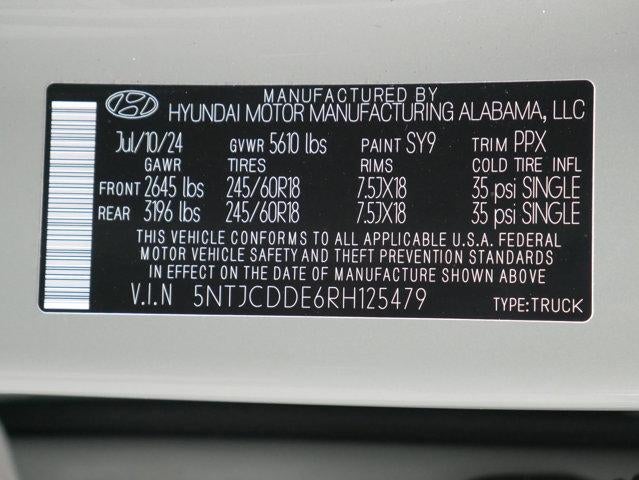 MANUFACTURED BY
HYUNDAI MOTOR MANUFACTURING ALABAMA, LLC
Jul/10/24 GVWR 5610 lbs PAINT SY9 TRIM PPX
GAWR TIRES RIMS COLD TIRE INFL
FRONT 2645 lbs 245/60R18 7.5JX18 35 psi SINGLE
REAR 3196 lbs 245/60R18 7.5JX18 35 psi SINGLE
THIS VEHICLE CONFORMS TO ALL APPLICABLE U.S.A. FEDERAL
MOTOR VEHICLE SAFETY AND THEFT PREVENTION STANDARDS
IN EFFECT ON THE DATE OF MANUFACTURE SHOWN ABOVE
V.I.N 5NTJCDDE6RH125479 TYPE:TRUCK